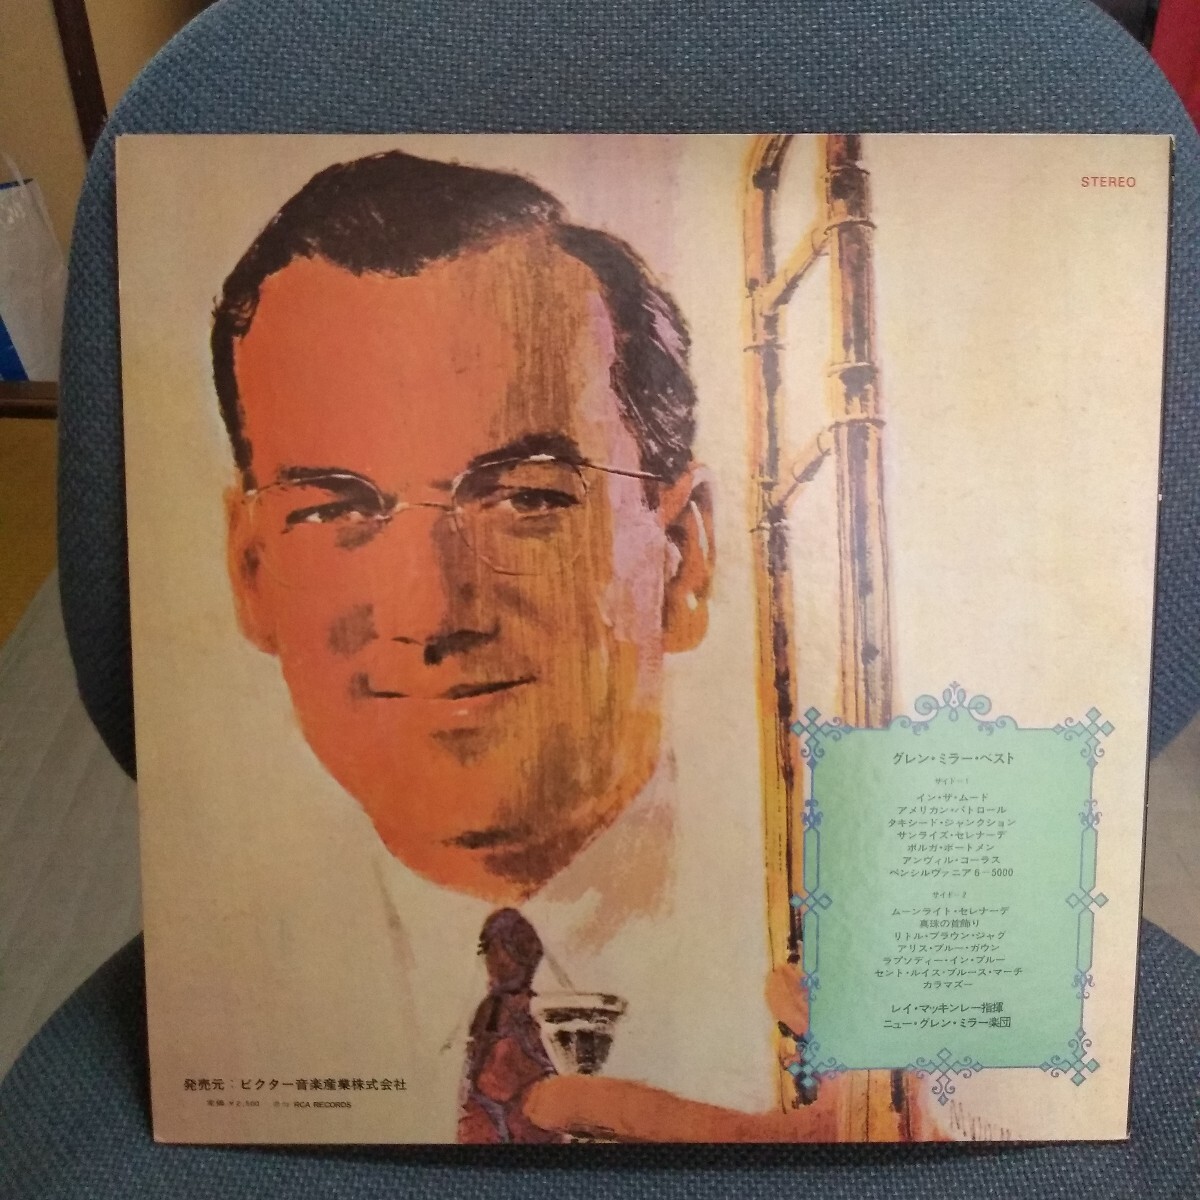 STEREO
グレン・ミラー・ベスト
サイド－1
イン・ザ・ムード
アメリカン・パトロール
タキシード・ジャンクション
サンライズ・セレナーデ
ボルガ・ボートメン
アンヴィル・コーラス
ペンシルヴァニア6－5000
サイド－2
ムーンライト・セレナーデ
真珠の首飾り
リトル・ブラウン・ジャグ
アリス・ブルー・ガウン
ラプソディー・イン・ブルー
セント・ルイス・ブルース・マーチ
カラマズー
レイ・マッキンレー指揮
ニュー・グレン・ミラー楽団
発売元：ビクター音楽産業株式会社
定価 RCA RECORDS